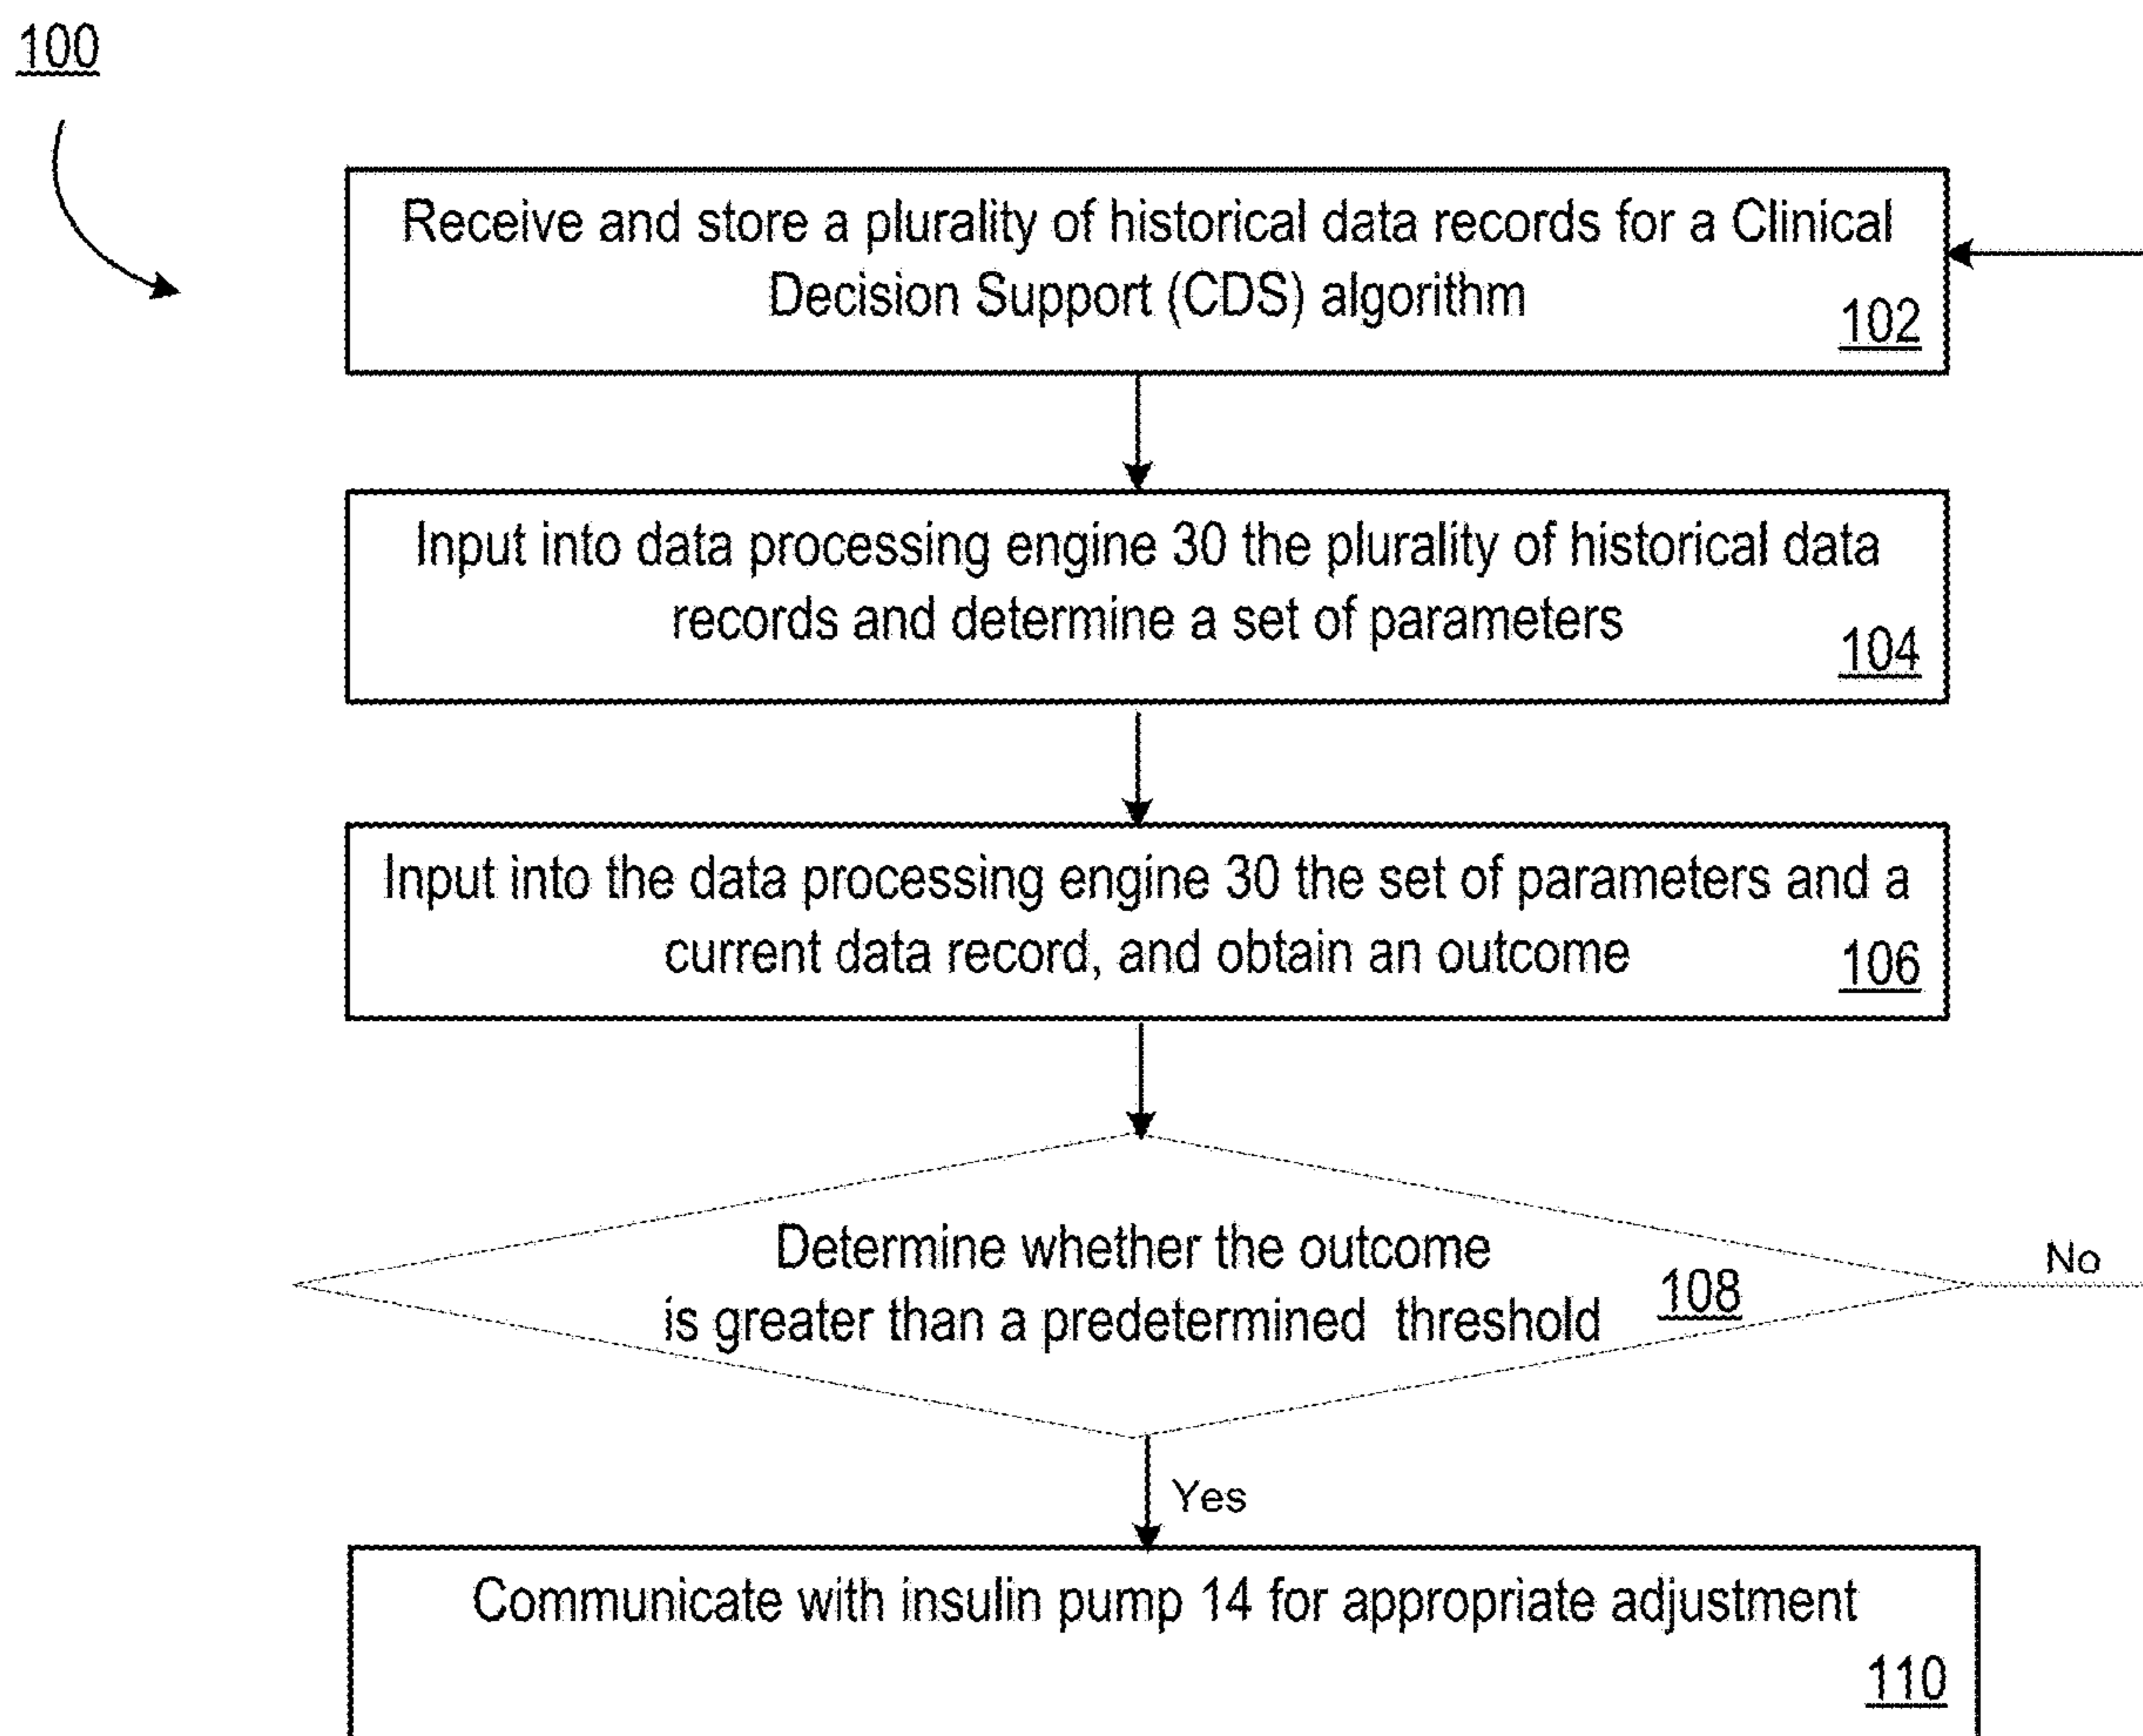 100
Receive and store a plurality of historical data records for a Clinical
Decision Support (CDS) algorithm
102
Input into data processing engine 30 the plurality of historical data
records and determine a set of parameters
104
Input into the data processing engine 30 the set of parameters and a
current data record, and obtain an outcome
106
Determine whether the outcome
is greater than a predetermined threshold
108
No
Yes
Communicate with insulin pump 14 for appropriate adjustment
110